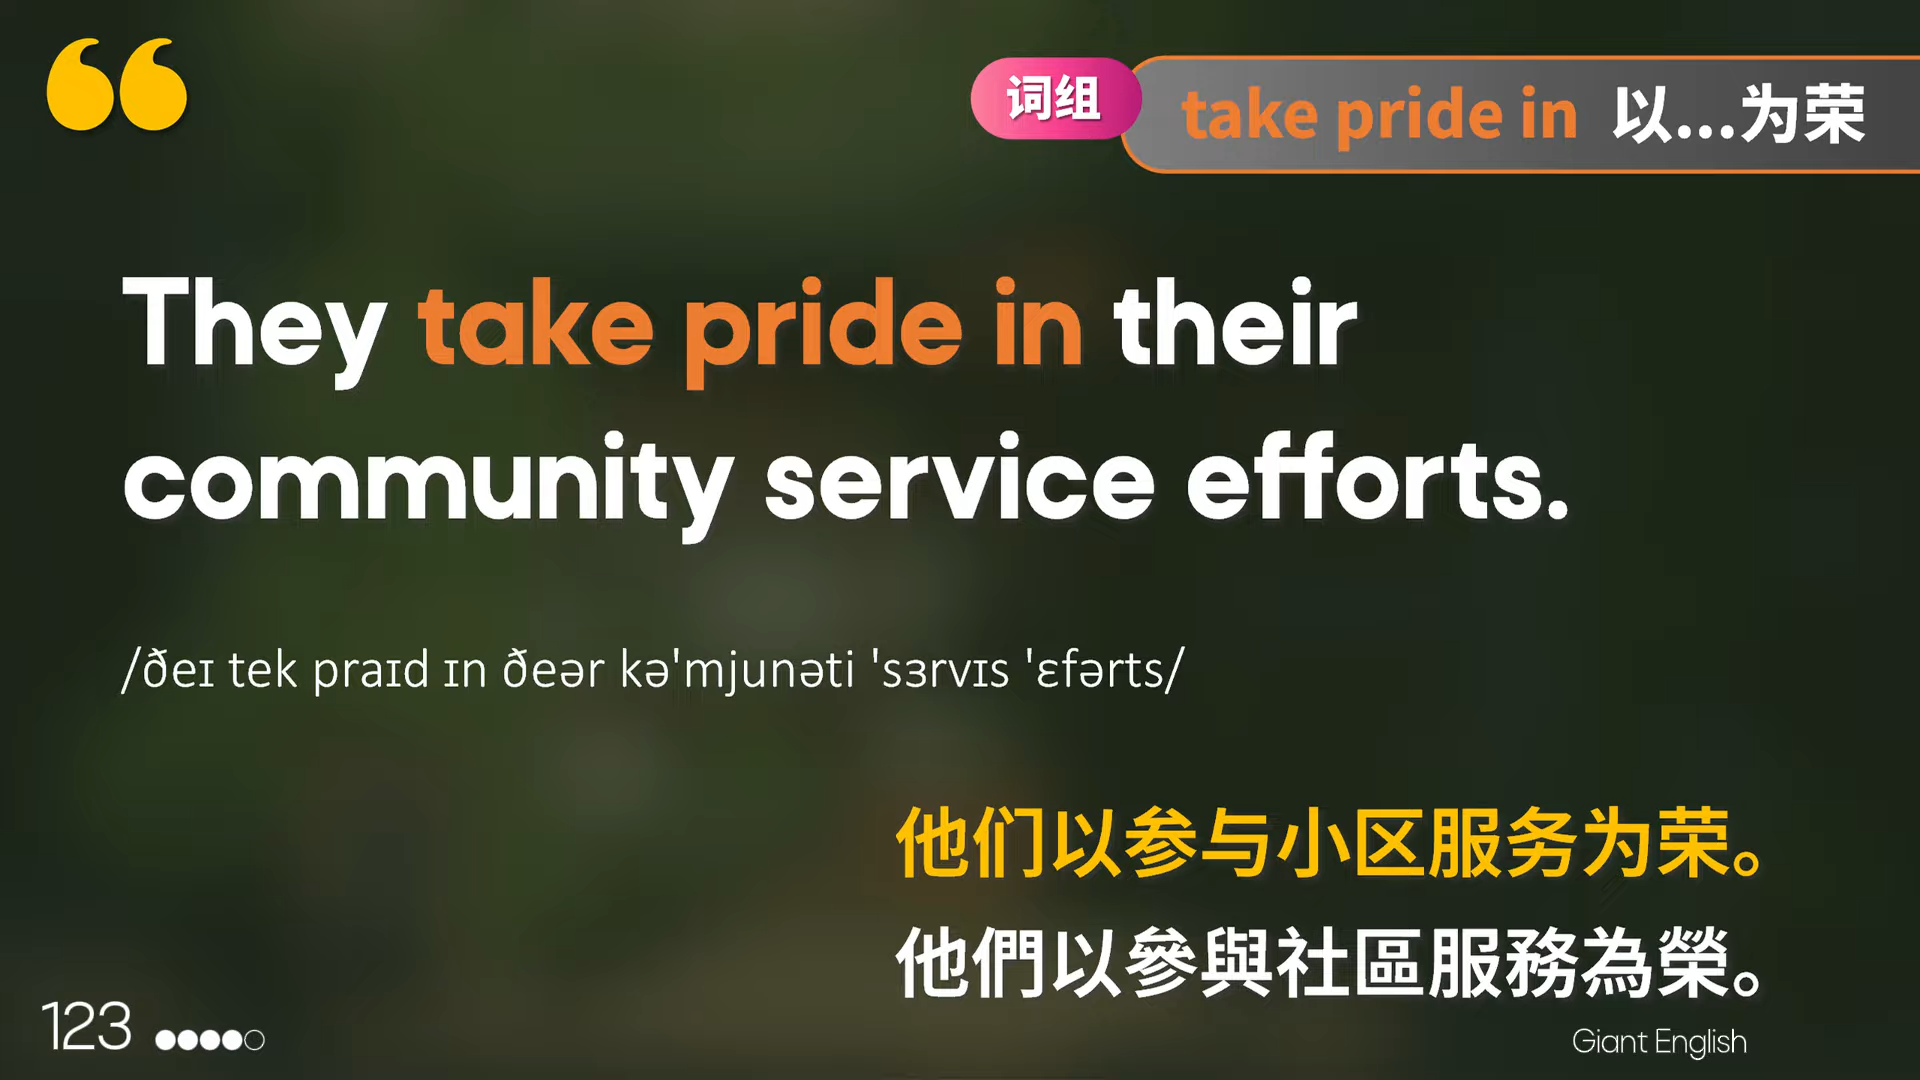 词组
take pride in 以...为荣
They take pride in their
community service efforts.
/ðeɪ tek praɪd ɪn ðeər kə'mjunəti 'sɜrvɪs 'ɛfərts/
他们以参与小区服务为荣。
他們以參與社區服務為榮。
123
Giant English